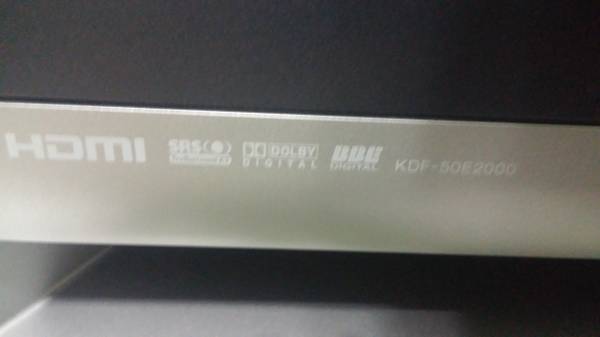 HDMI SRS DOLBY BBE KDF-50E2000
DIGITAL DIGITAL